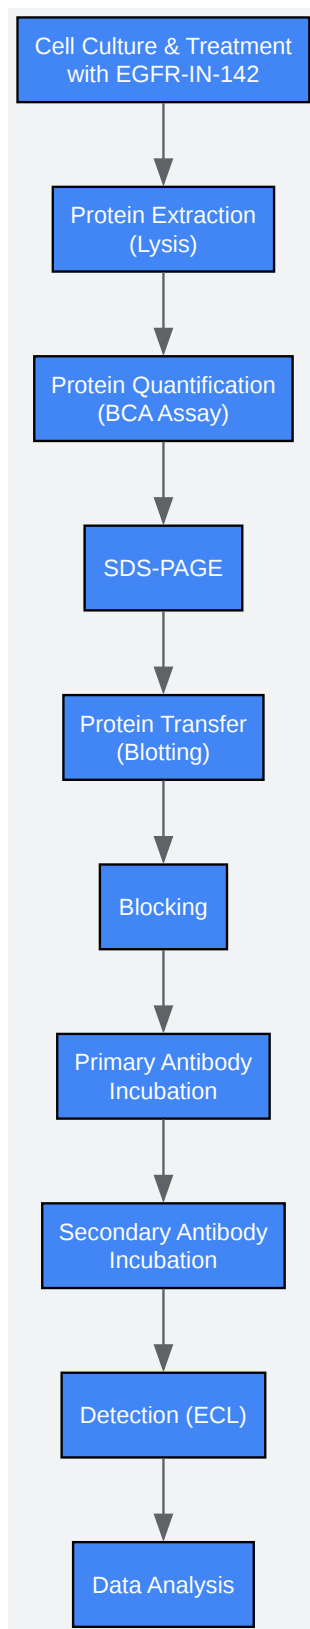 Cell Culture & Treatment
with EGFR-IN-142
Protein Extraction
(Lysis)
Protein Quantification
(BCA Assay)
SDS-PAGE
Protein Transfer
(Blotting)
Blocking
Primary Antibody
Incubation
Secondary Antibody
Incubation
Detection (ECL)
Data Analysis